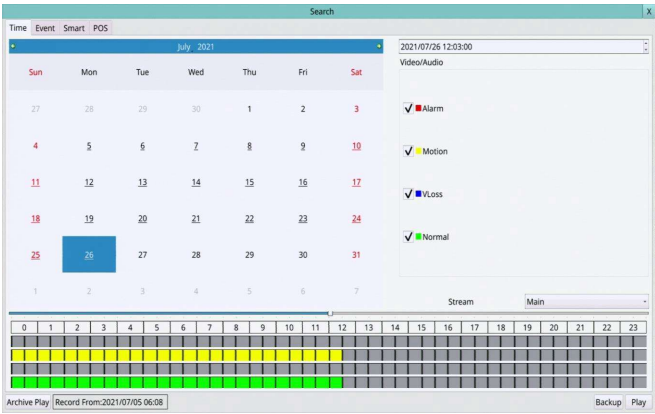 Search X
Time Event Smart POS
July 2021
2021/07/26 12:03:00
Video/Audio
Sun Mon Tue Wed Thu Fri Sat
27 28 29 30 1 2 3
Alarm
4 5 6 7 8 9 10
Motion
11 12 13 14 15 16 17
VLoss
18 19 20 21 22 23 24
Normal
25 26 27 28 29 30 31
1 2 3 4 5 6 7
Stream Main
0 1 2 3 4 5 6 7 8 9 10 11 12 13 14 15 16 17 18 19 20 21 22 23
Archive Play Record From:2021/07/05 06:08 Backup Play